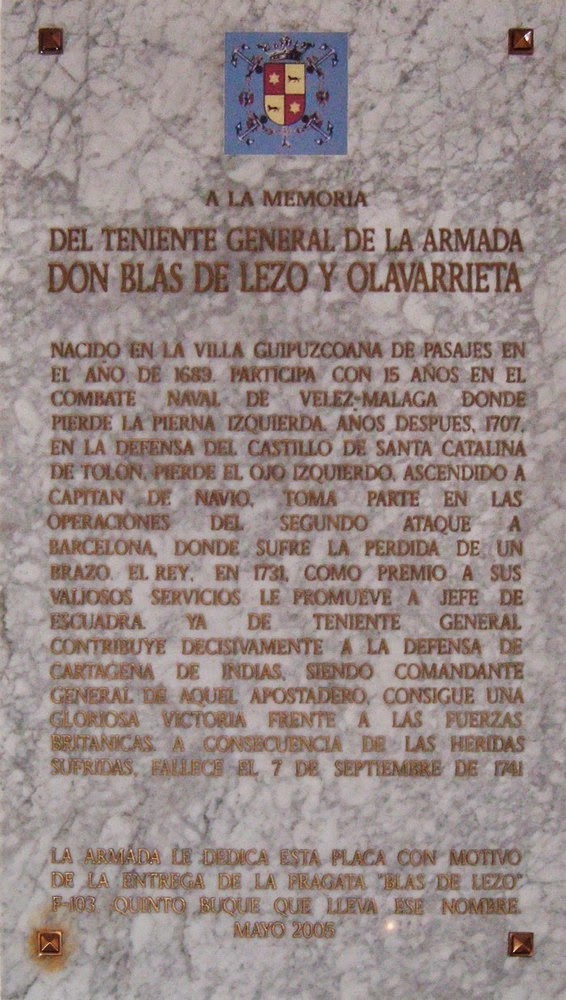 A LA MEMORIA
DEL TENIENTE GENERAL DE LA ARMADA
DON BLAS DE LEZO Y OLAVARRIETA
NACIDO EN LA VILLA GUIPUZCOANA DE PASAJES EN
EL AÑO DE 1689. PARTICIPA CON 15 AÑOS EN EL
COMBATE NAVAL DE VELEZ-MALAGA DONDE
PIERDE LA PIERNA IZQUIERDA. AÑOS DESPUES, 1707,
EN LA DEFENSA DEL CASTILLO DE SANTA CATALINA
DE TOLON, PIERDE EL OJO IZQUIERDO. ASCENDIDO A
CAPITAN DE NAVIO, TOMA PARTE EN LAS
OPERACIONES DEL SEGUNDO ATAQUE A
BARCELONA, DONDE SUFRE LA PERDIDA DE UN
BRAZO. EL REY, EN 1731, COMO PREMIO A SUS
VALIOSOS SERVICIOS LE PROMUEVE A JEFE DE
ESCUADRA. YA DE TENIENTE GENERAL
CONTRIBUYE DECISIVAMENTE A LA DEFENSA DE
CARTAGENA DE INDIAS, SIENDO COMANDANTE
GENERAL DE AQUEL APOSTADERO, CONSIGUE UNA
GLORIOSA VICTORIA FRENTE A LAS FUERZAS
BRITANICAS. A CONSECUENCIA DE LAS HERIDAS
SUFRIDAS, FALLECE EL 7 DE SEPTIEMBRE DE 1741
LA ARMADA LE DEDICA ESTA PLACA CON MOTIVO
DE LA ENTREGA DE LA FRAGATA "BLAS DE LEZO"
F-103. QUINTO BUQUE QUE LLEVA ESE NOMBRE.
MAYO 2005